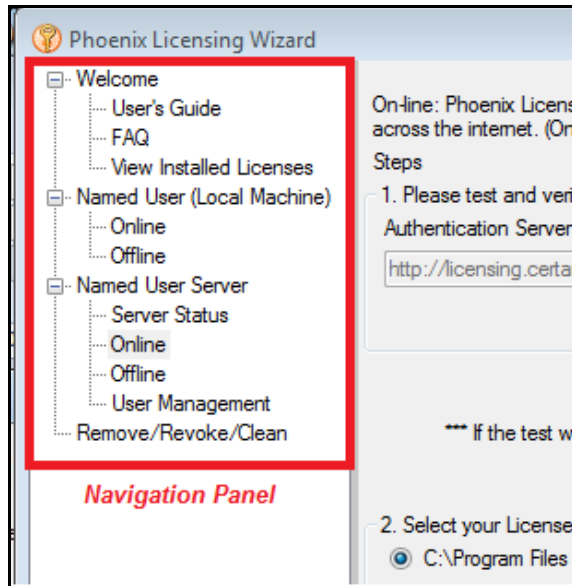 Phoenix Licensing Wizard
Welcome
User's Guide
FAQ
View Installed Licenses
Named User (Local Machine)
Online
Offline
Named User Server
Server Status
Online
Offline
User Management
Remove/Revoke/Clean
Navigation Panel
On-line: Phoenix Licens
across the internet. (On
Steps
1. Please test and veri
Authentication Server
http://licensing.certa
*** If the test w
2. Select your License
C:\Program Files